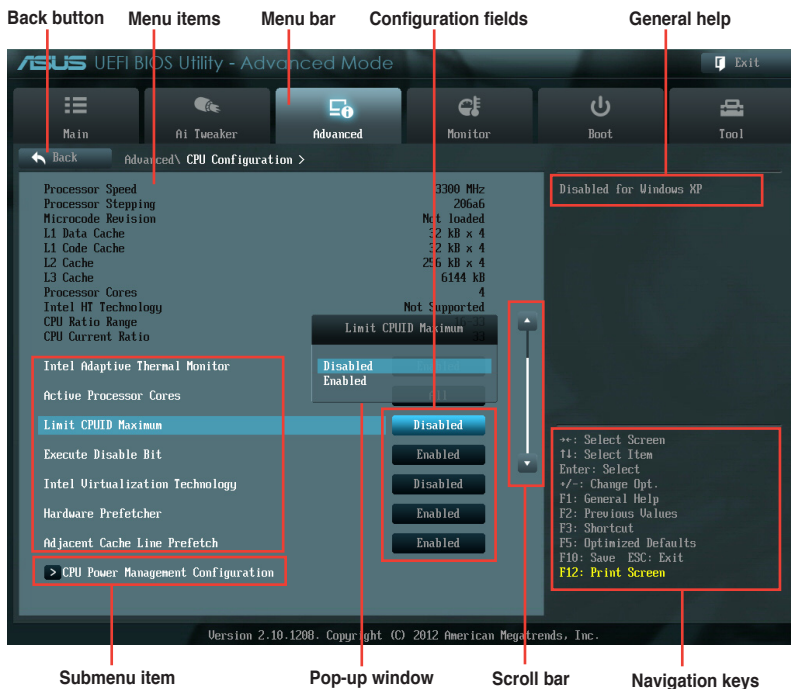 Back button Menu items Menu bar Configuration fields General help
ASUS UEFI BIOS Utility - Advanced Mode Exit
Main Ai Tweaker Advanced Monitor Boot Tool
Back Advanced\ CPU Configuration >
Processor Speed 3300 MHz Disabled for Windows XP
Processor Stepping 206a6
Microcode Revision Not loaded
L1 Data Cache 32 kB x 4
L1 Code Cache 32 kB x 4
L2 Cache 256 kB x 4
L3 Cache 6144 kB
Processor Cores 4
Intel HT Technology Not Supported
CPU Ratio Range
CPU Current Ratio
Limit CPUID Maximum
Disabled
Enabled
Intel Adaptive Thermal Monitor
Active Processor Cores
Limit CPUID Maximum Disabled
Execute Disable Bit Enabled
Intel Virtualization Technology Disabled
Hardware Prefetcher Enabled
Adjacent Cache Line Prefetch Enabled
> CPU Power Management Configuration
→←: Select Screen
↑↓: Select Item
Enter: Select
+/-: Change Opt.
F1: General Help
F2: Previous Values
F3: Shortcut
F5: Optimized Defaults
F10: Save ESC: Exit
F12: Print Screen
Version 2.10.1208. Copyright (C) 2012 American Megatrends, Inc.
Submenu item Pop-up window Scroll bar Navigation keys